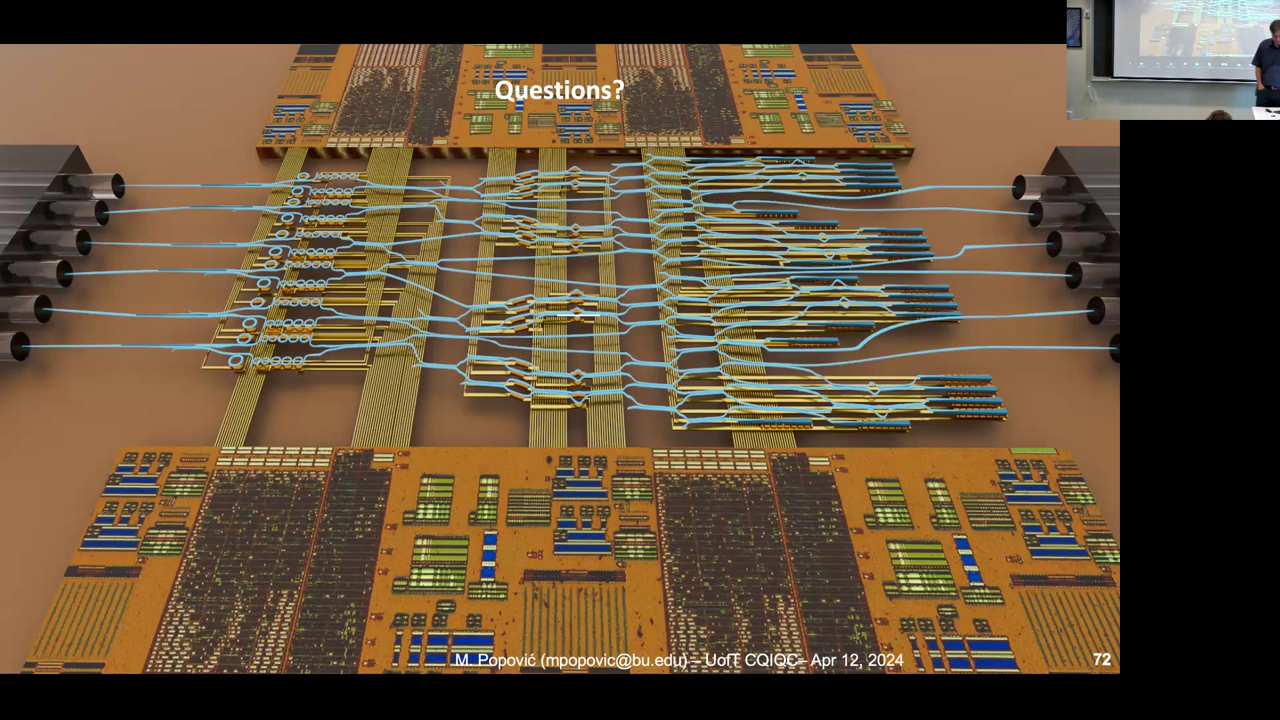 Questions?
M. Popović (mpopovic@bu.edu) – UofT CQIQC– Apr 12, 2024
72